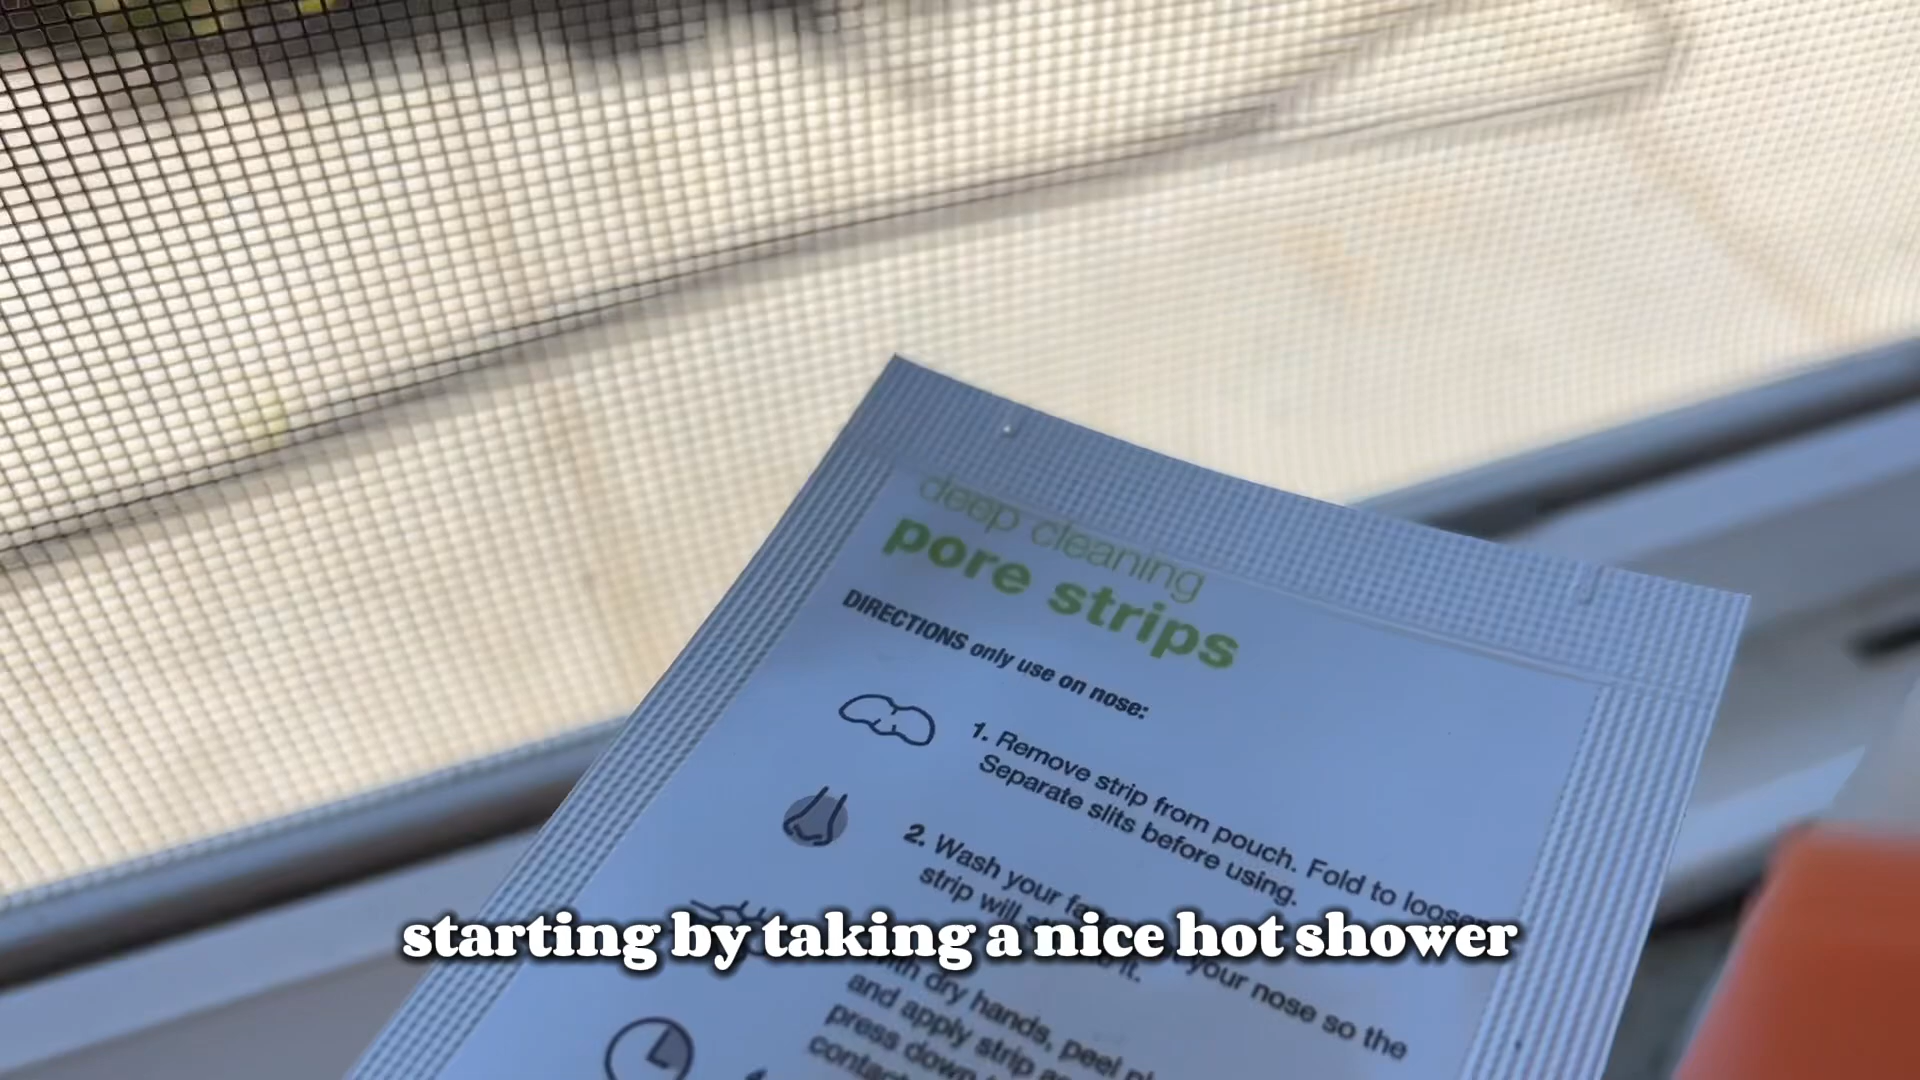 deep cleaning
pore strips
DIRECTIONS only use on nose:
1. Remove strip from pouch. Fold to loosen
Separate slits before using.
2. Wash your your nose so the
strip will it.
with dry hands, peel
and apply strip
press down
starting by taking a nice hot shower